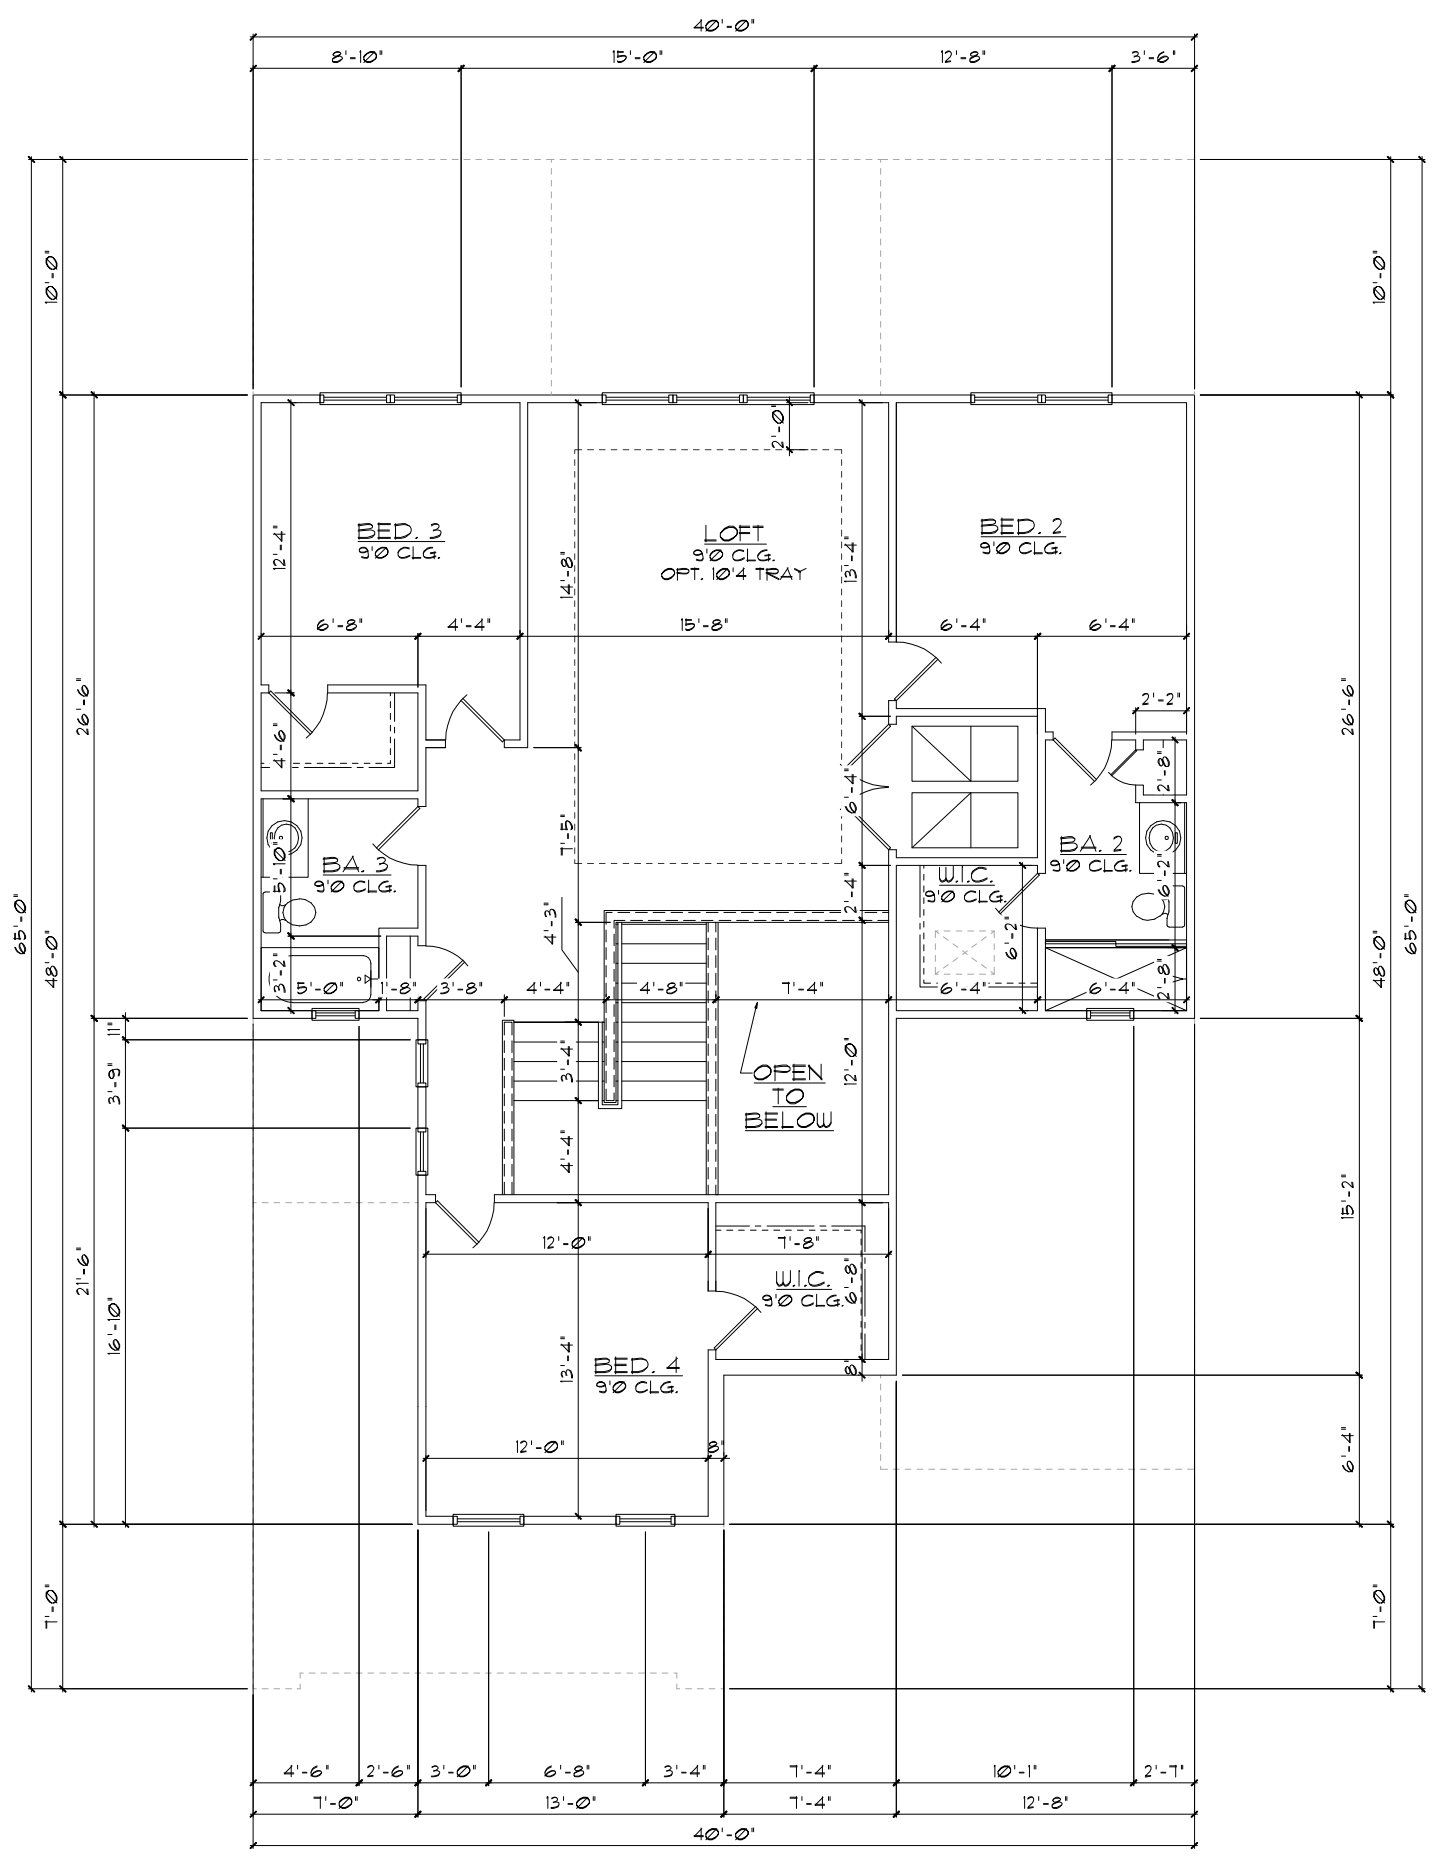 40'-0"
8'-10" 15'-0" 12'-8" 3'-6"
10'-0" 10'-0"
2'-0"
BED. 3
9'0 CLG.
LOFT
9'0 CLG.
OPT. 10'4 TRAY
BED. 2
9'0 CLG.
12'-4" 14'-8" 13'-4"
6'-8" 4'-4" 15'-8" 6'-4" 6'-4"
26'-6" 2'-2" 26'-6"
4'-6" 6'-4" 2'-8"
7'-5"
BA. 3
9'0 CLG.
5'-10"
BA. 2
9'0 CLG.
6'-2"
W.I.C.
9'0 CLG.
2'-4"
65'-0" 48'-0" 4'-3" 6'-2" 48'-0" 65'-0"
3'-2" 2'-8"
5'-0" 1'-8" 3'-8" 4'-4" 4'-8" 7'-4" 6'-4" 6'-4"
11"
3'-9" 3'-4" 12'-0"
OPEN
TO
BELOW
4'-4" 15'-2"
12'-0" 7'-8"
21'-6" 6'-8"
W.I.C.
9'0 CLG.
16'-10" 13'-4" 8"
BED. 4
9'0 CLG.
12'-0" 8" 6'-4"
7'-0" 7'-0"
4'-6" 2'-6" 3'-0" 6'-8" 3'-4" 7'-4" 10'-1" 2'-7"
7'-0" 13'-0" 7'-4" 12'-8"
40'-0"